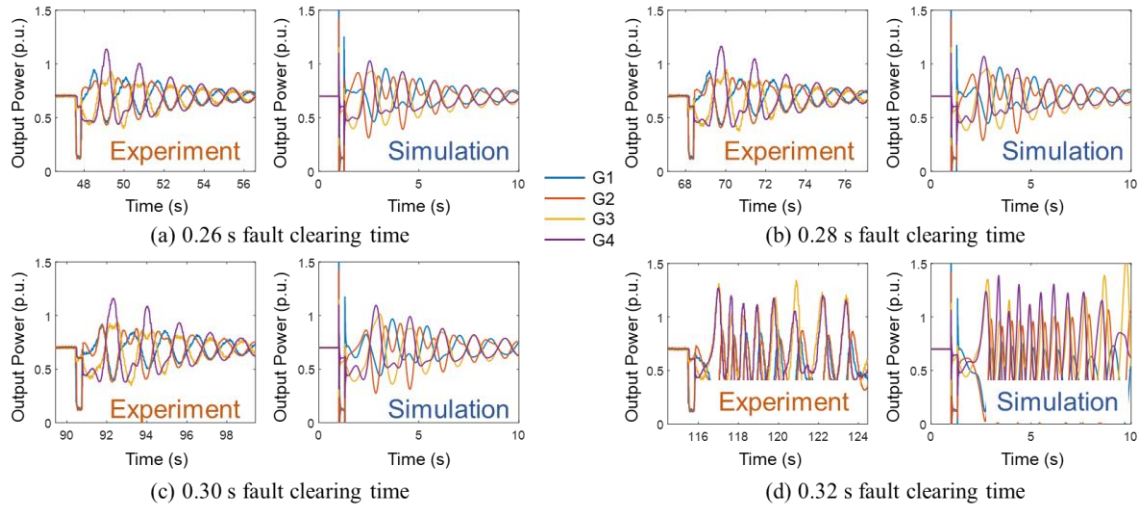 Output Power (p.u.)
1.5
1
0.5
0
48 50 52 54 56
Time (s)
Experiment
Output Power (p.u.)
1.5
1
0.5
0
0 5 10
Time (s)
Simulation
(a) 0.26 s fault clearing time
G1
G2
G3
G4
Output Power (p.u.)
1.5
1
0.5
0
68 70 72 74 76
Time (s)
Experiment
Output Power (p.u.)
1.5
1
0.5
0
0 5 10
Time (s)
Simulation
(b) 0.28 s fault clearing time
Output Power (p.u.)
1.5
1
0.5
0
90 92 94 96 98
Time (s)
Experiment
Output Power (p.u.)
1.5
1
0.5
0
0 5 10
Time (s)
Simulation
(c) 0.30 s fault clearing time
Output Power (p.u.)
1.5
1
0.5
0
116 118 120 122 124
Time (s)
Experiment
Output Power (p.u.)
1.5
1
0.5
0
0 5 10
Time (s)
Simulation
(d) 0.32 s fault clearing time